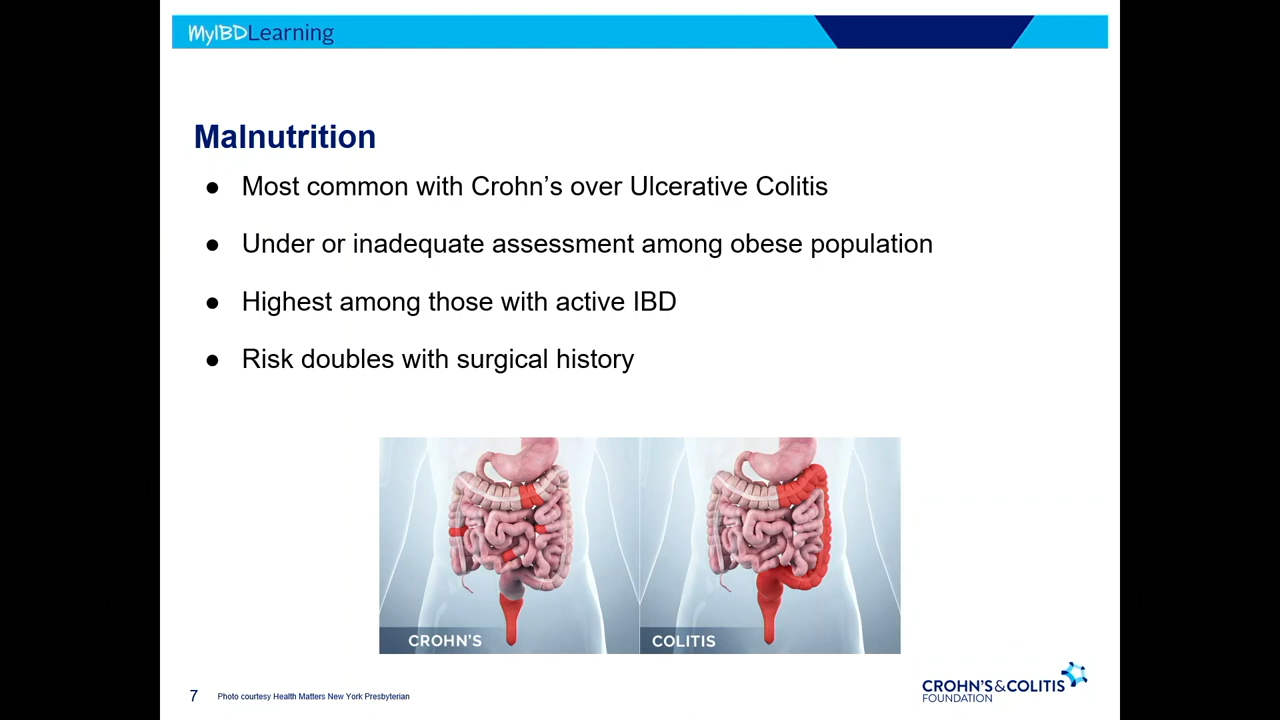 MyIBDLearning
Malnutrition
● Most common with Crohn’s over Ulcerative Colitis
● Under or inadequate assessment among obese population
● Highest among those with active IBD
● Risk doubles with surgical history
CROHN'S
COLITIS
7
Photo courtesy Health Matters New York Presbyterian
CROHN'S & COLITIS
FOUNDATION